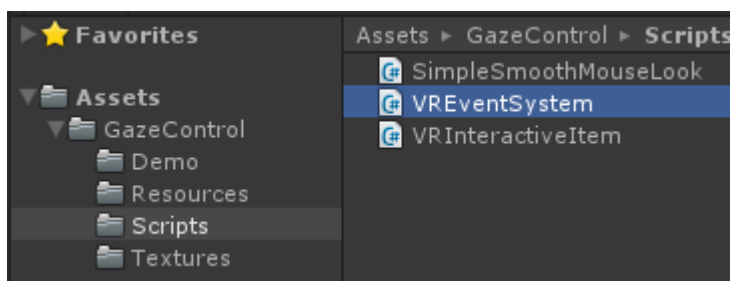 Favorites
Assets
GazeControl
Demo
Resources
Scripts
Textures
Assets ▸ GazeControl ▸ Scripts
SimpleSmoothMouseLook
VREventSystem
VRInteractiveItem